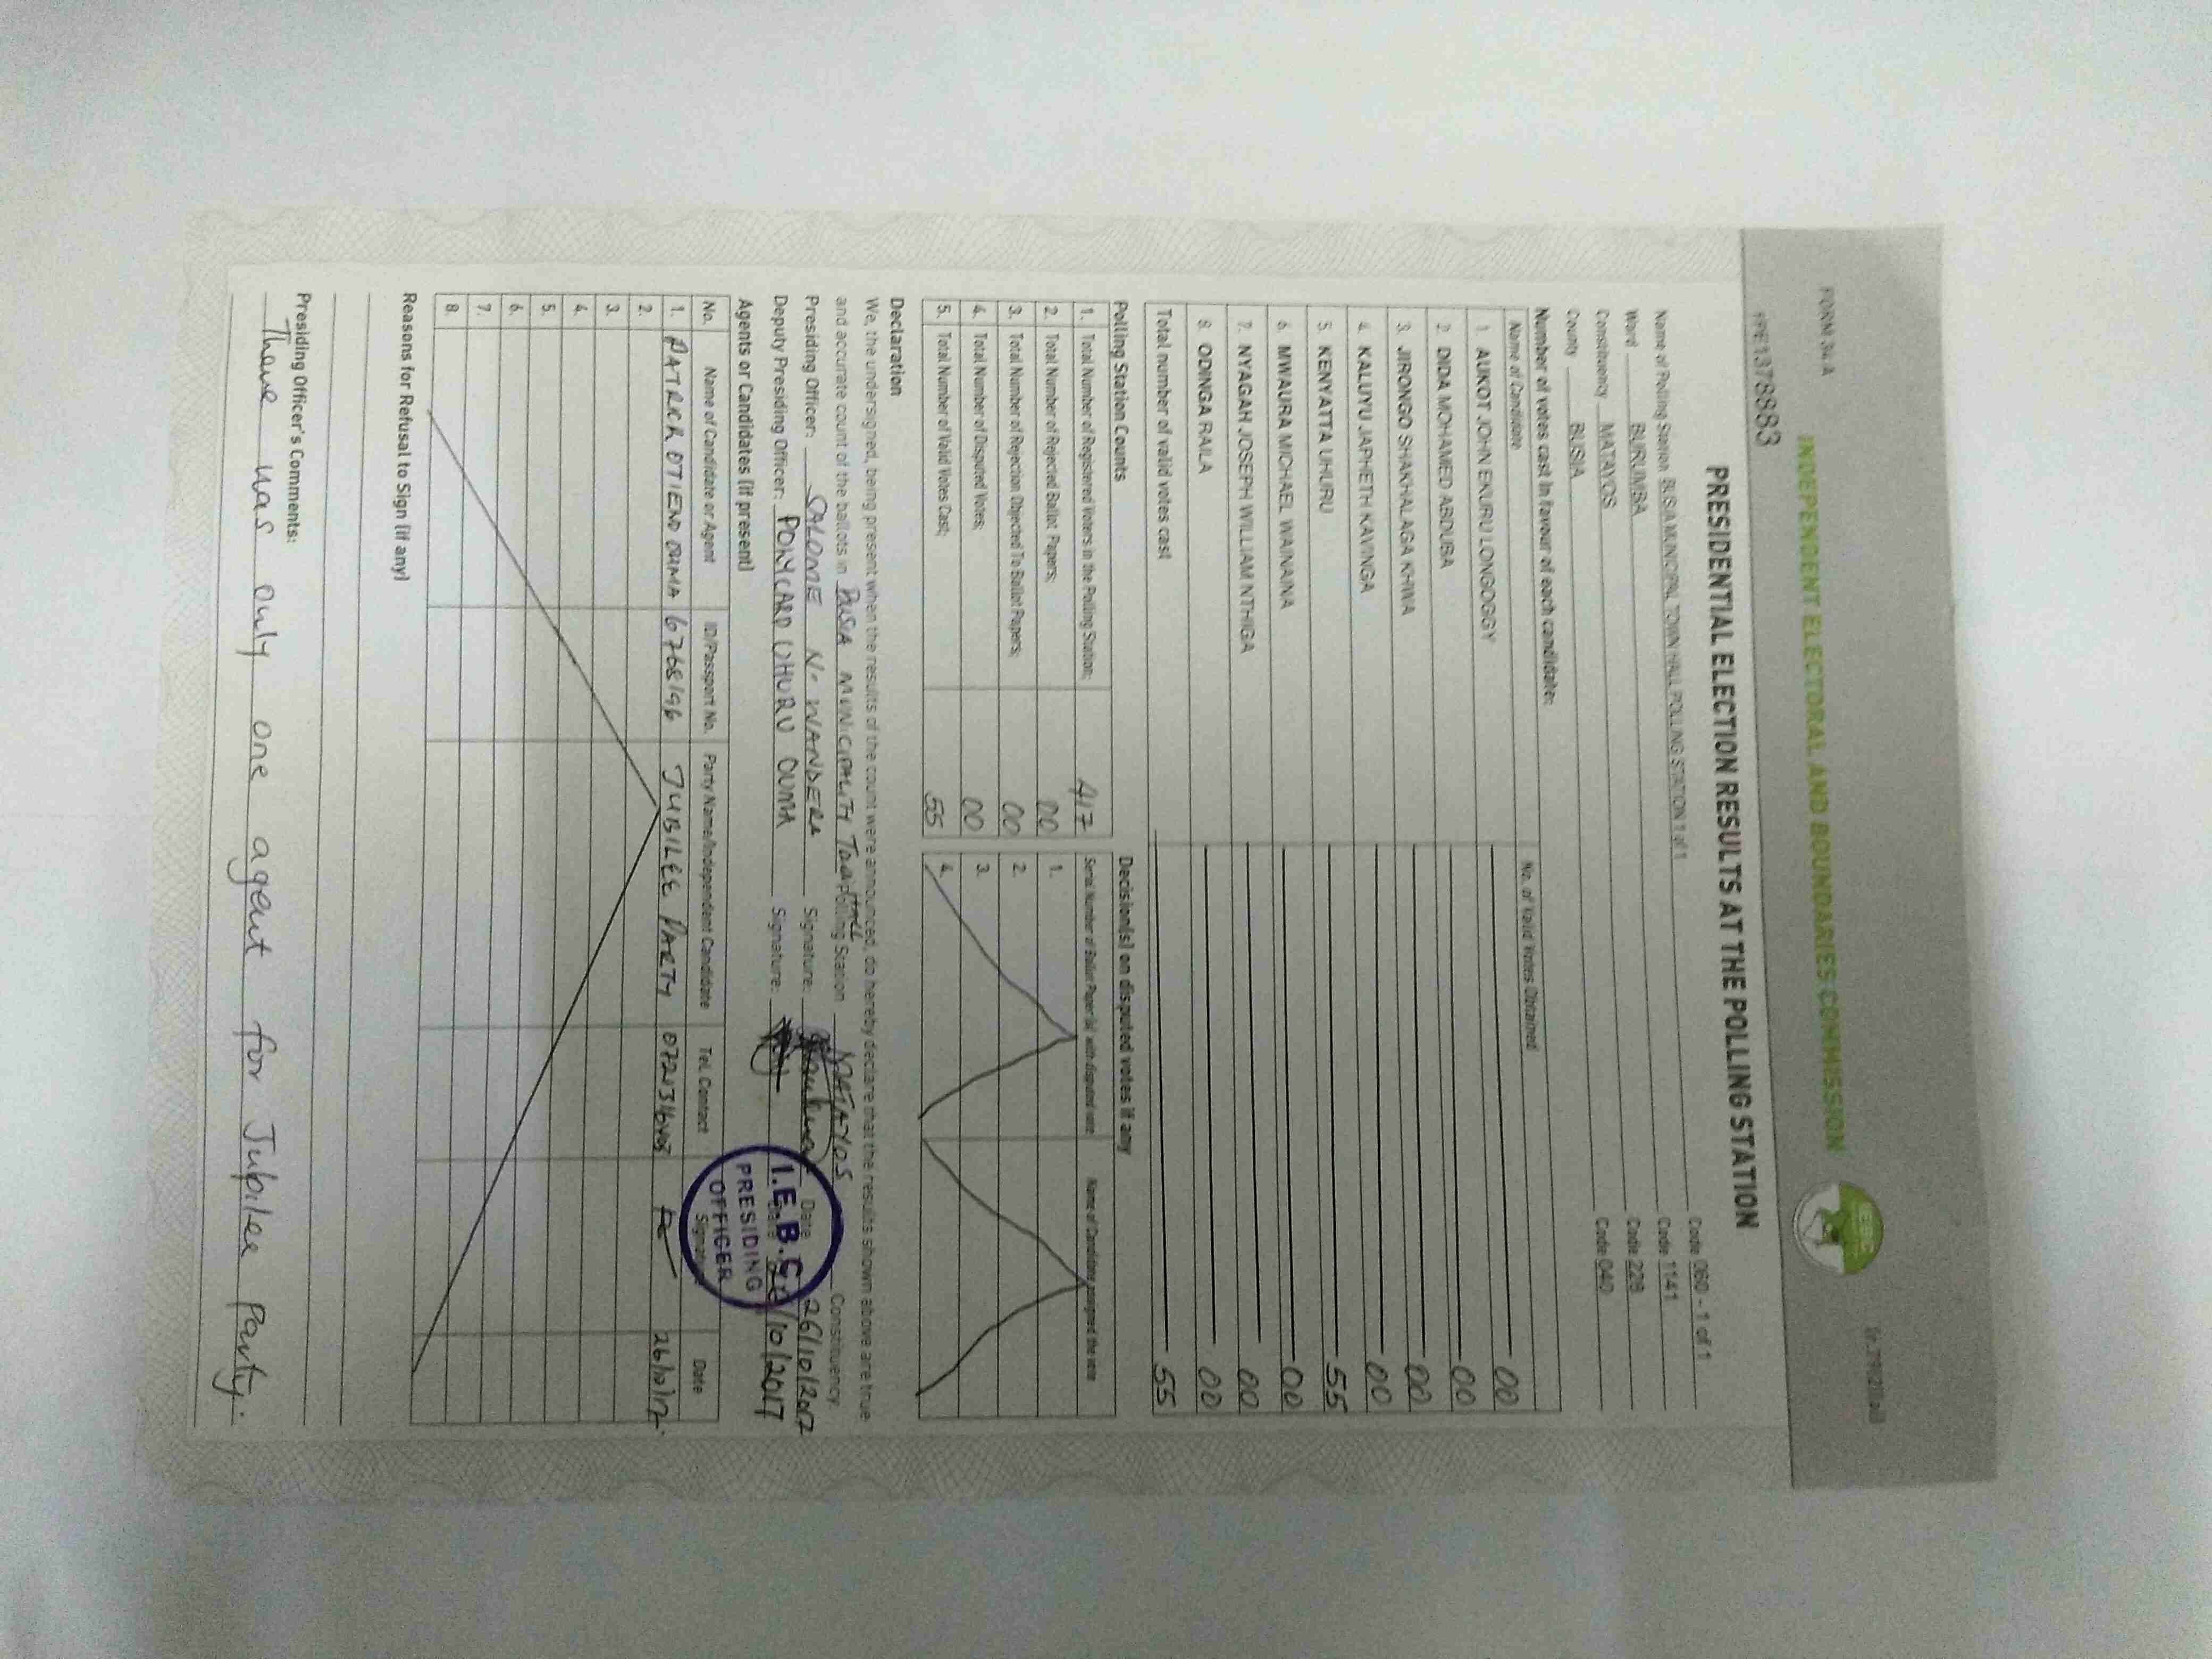 FORM 34 A
INDEPENDENT ELECTORAL AND BOUNDARIES COMMISSION
IEBC
PPE1378883
PRESIDENTIAL ELECTION RESULTS AT THE POLLING STATION
Name of Polling Station BUSIA MUNICIPAL TOWN HALL POLLING STATION 1 of 1 Code 060 - 1 of 1
Ward BURUMBA Code 1141
Constituency MATAYOS Code 228
County BUSIA Code 040
Number of votes cast in favour of each candidate:
Name of Candidate No. of Valid Votes Obtained
1. AUKOT JOHN EKURU LONGOGGY 00
2. DIDA MOHAMED ABDUBA 00
3. JIRONGO SHAKHALAGA KHWA 00
4. KALUYU JAPHETH KAVINGA 00
5. KENYATTA UHURU 55
6. MWAURA MICHAEL WAINAINA 00
7. NYAGAH JOSEPH WILLIAM NTHIGA 00
8. ODINGA RAILA 00
Total number of valid votes cast 55
Polling Station Counts Decision(s) on disputed votes if any
1. Total Number of Registered Voters in the Polling Station; 417 Serial Number of Ballot Paper (s) with disputed vote Name of Candidate assigned the vote
2. Total Number of Rejected Ballot Papers; 00 1.
3. Total Number of Rejection Objected To Ballot Papers; 00 2.
4. Total Number of Disputed Votes; 00 3.
5. Total Number of Valid Votes Cast; 55 4.
Declaration
We, the undersigned, being present when the results of the count were announced, do hereby declare that the results shown above are true
and accurate count of the ballots in BUSIA MUNICIPALITY TOWN HALL Polling Station MATAYOS Constituency
Presiding Officer: SALOME N. WANDERA Signature: Date 26/10/2017
Deputy Presiding Officer: POLYCARD UHURU OUMA Signature: 26/10/2017
I.E.B.C
PRESIDING
OFFICER
Agents or Candidates (if present)
No. Name of Candidate or Agent ID/Passport No. Party Name/Independent Candidate Tel. Contact Signature Date
1. PATRICK OTIENO OUMA JUBILEE PARTY 26/10/17
2.
3.
4.
5.
6.
7.
8.
Reasons for Refusal to Sign (if any)
Presiding Officer's Comments:
There was only one agent for Jubilee Party.